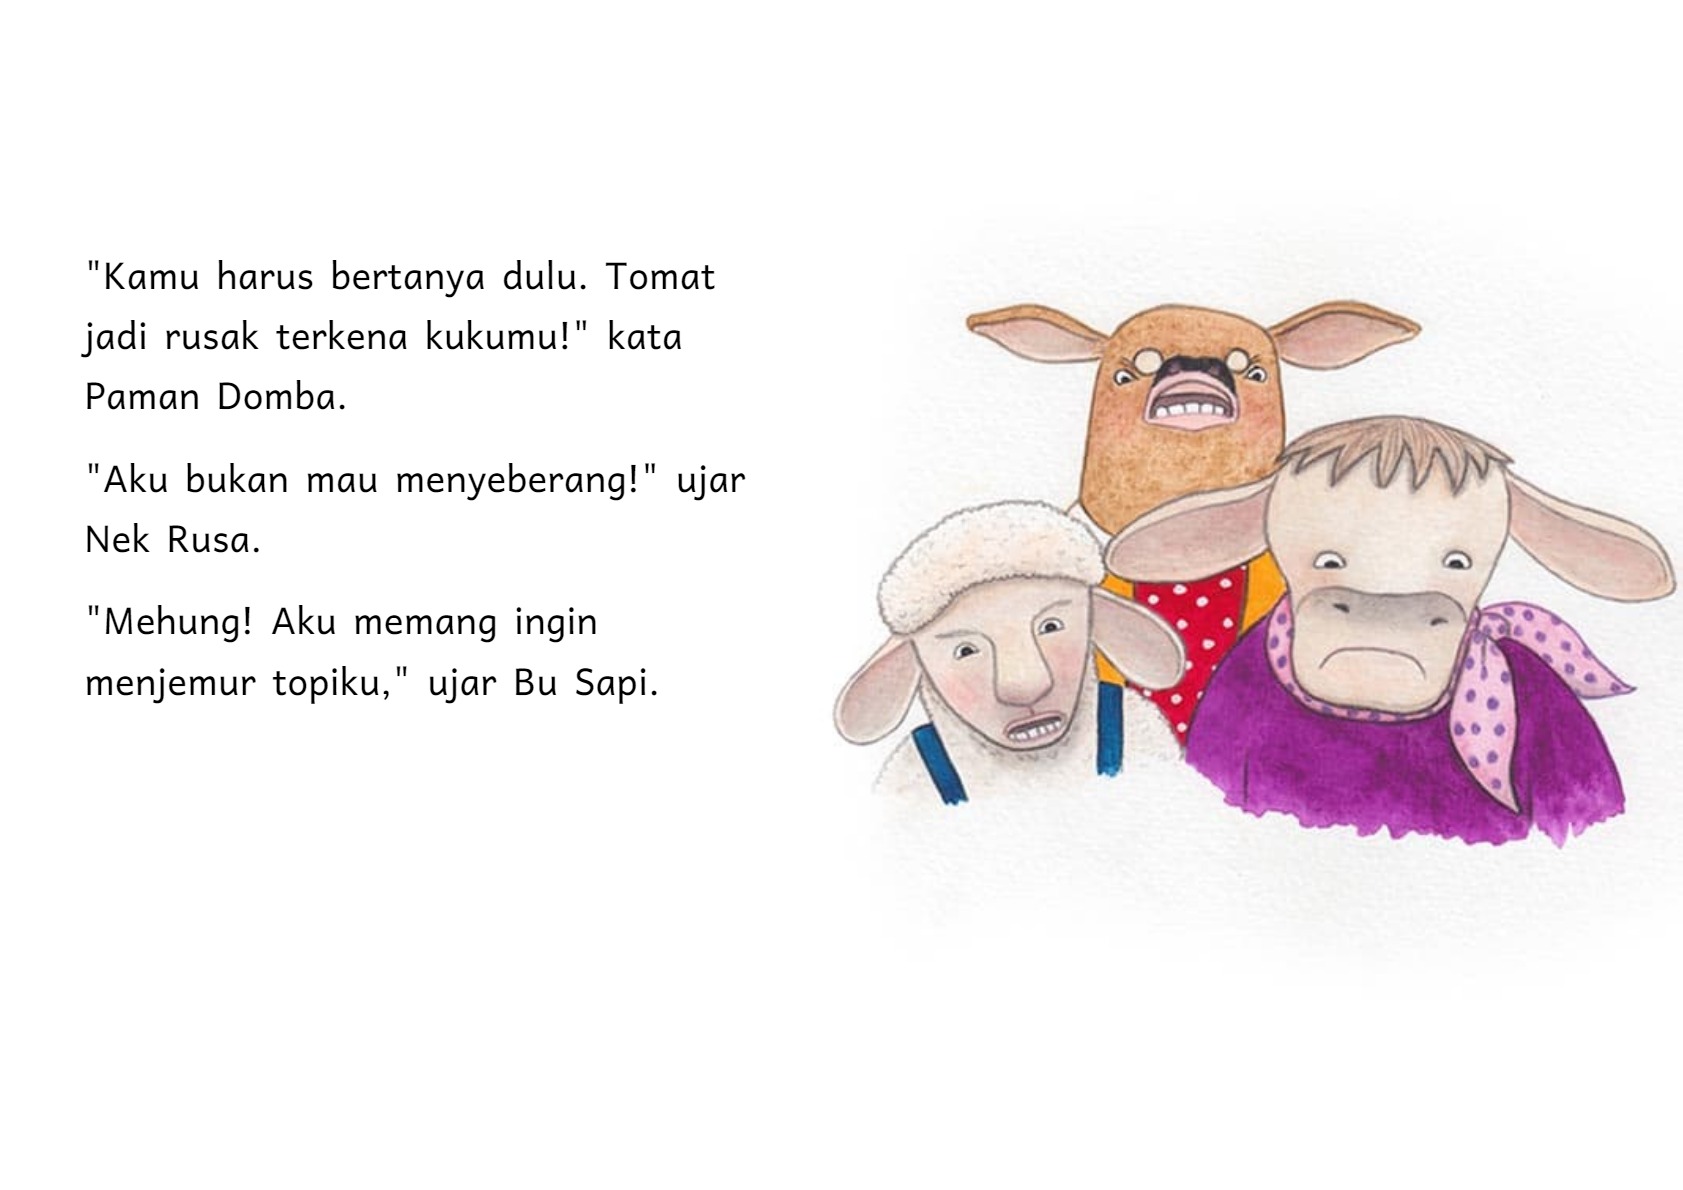 "Kamu harus bertanya dulu. Tomat
jadi rusak terkena kukumu!" kata
Paman Domba.
"Aku bukan mau menyeberang!" ujar
Nek Rusa.
"Mehung! Aku memang ingin
menjemur topiku," ujar Bu Sapi.